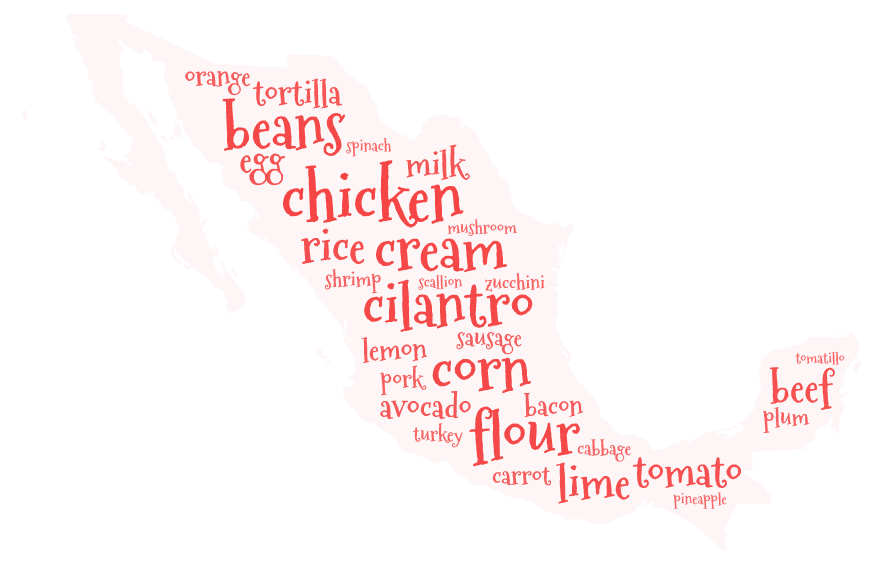 orange
tortilla
beans
spinach
egg
milk
chicken
mushroom
rice cream
shrimp
scallion
zucchini
cilantro
sausage
lemon
corn
pork
tomatillo
beef
avocado
bacon
plum
turkey
flour
cabbage
carrot
lime
tomato
pineapple